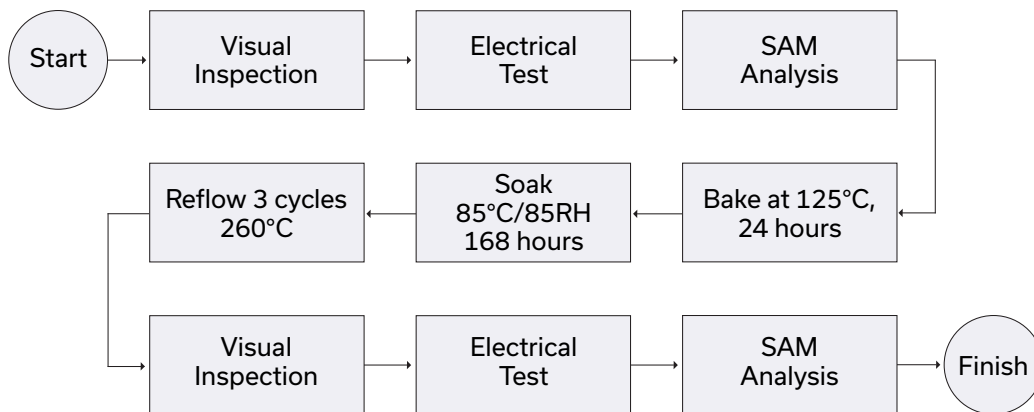 Start
Visual
Inspection
Electrical
Test
SAM
Analysis
Bake at 125°C,
24 hours
Soak
85°C/85RH
168 hours
Reflow 3 cycles
260°C
Visual
Inspection
Electrical
Test
SAM
Analysis
Finish